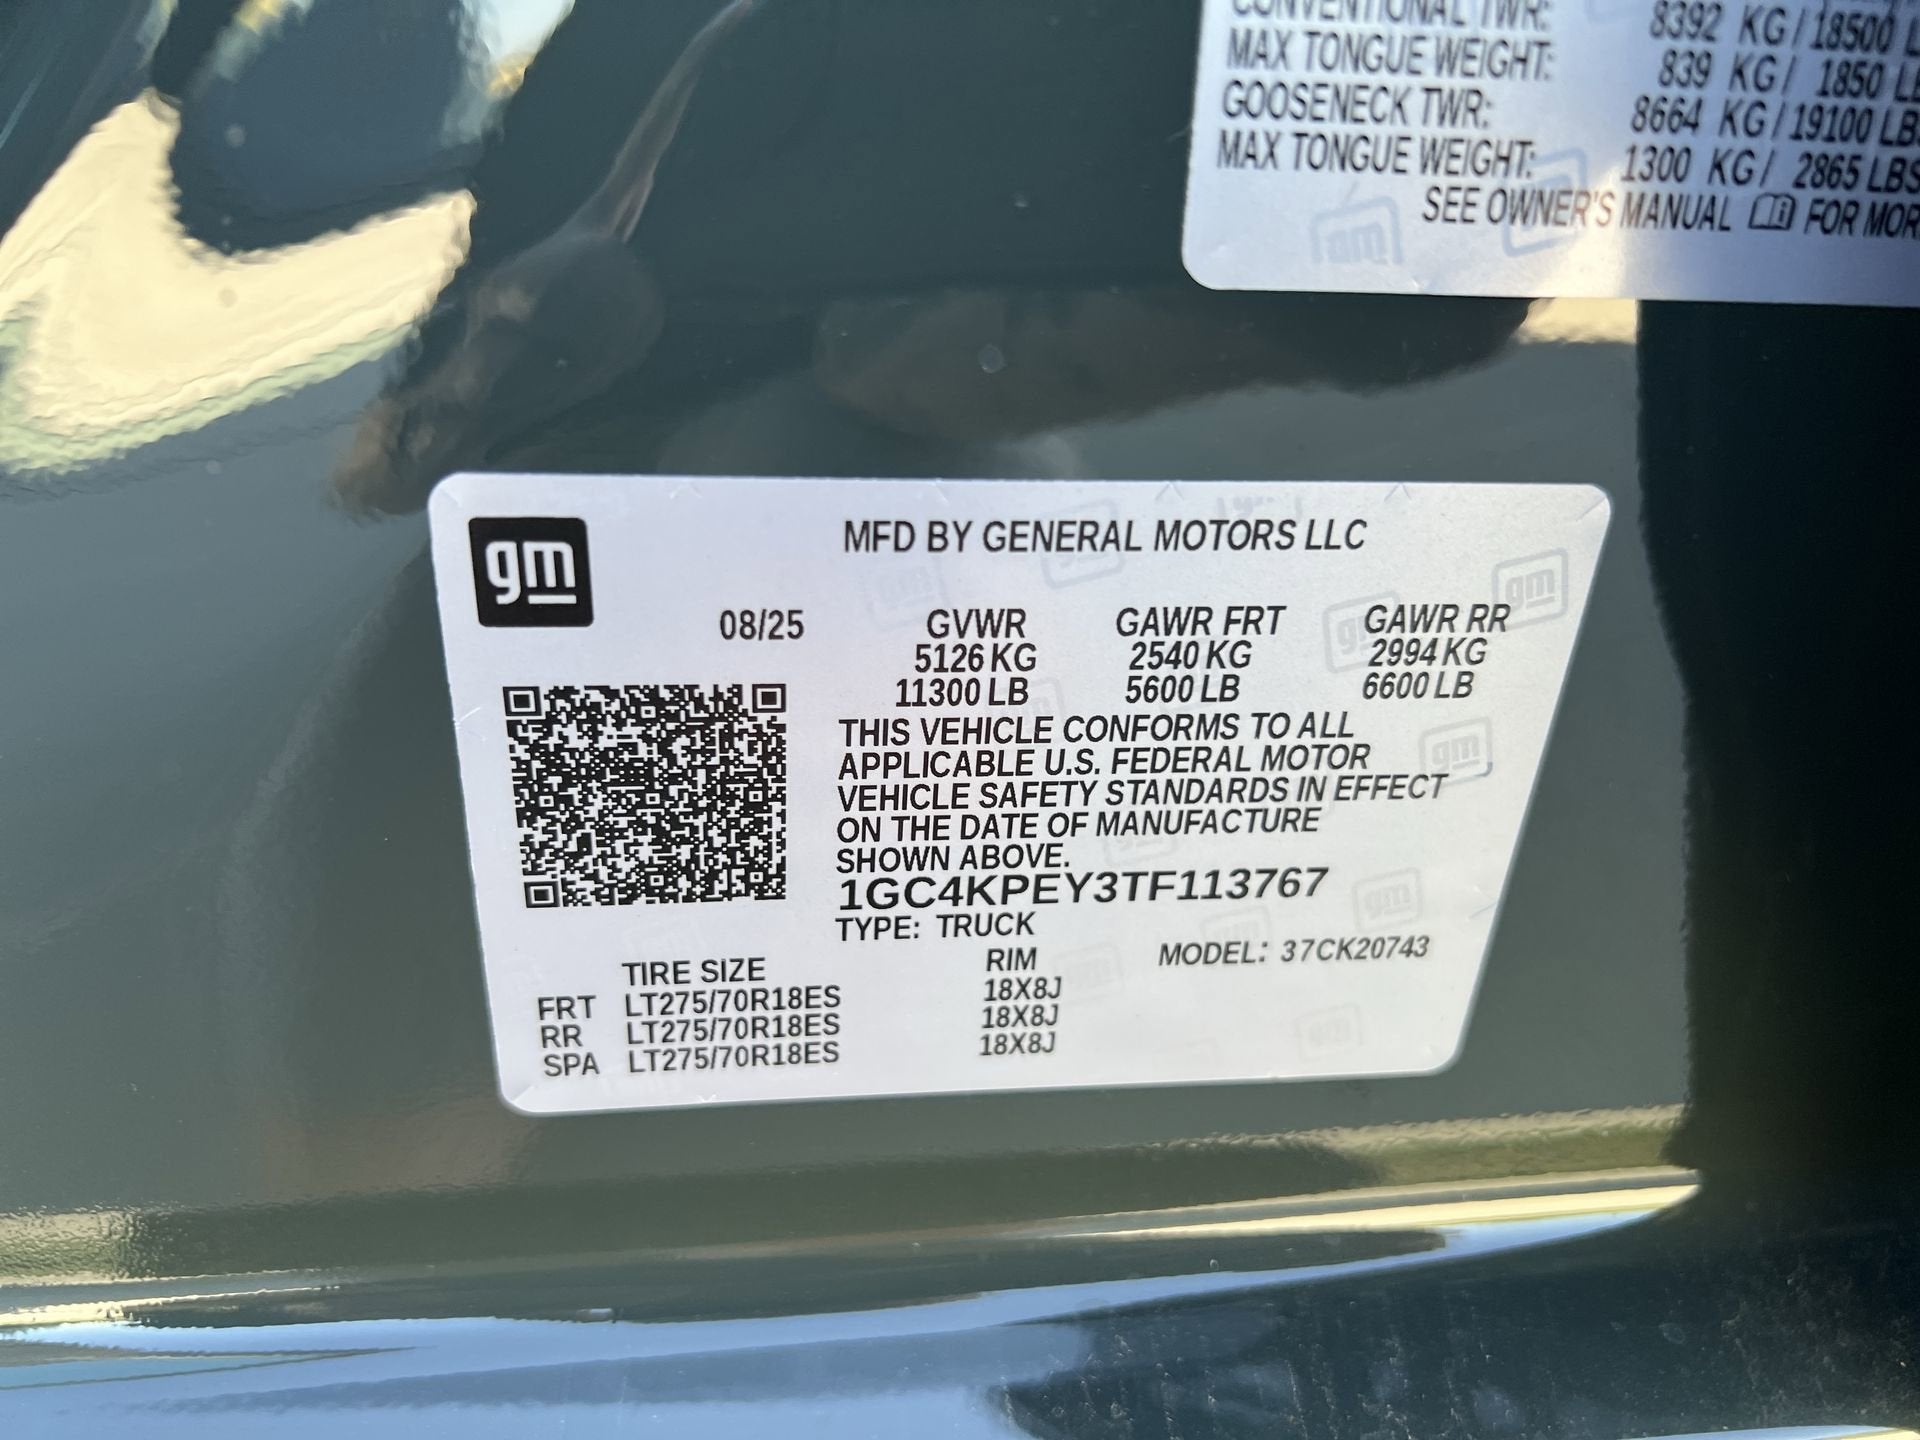 CONVENTIONAL TWR: 8392 KG/18500
MAX TONGUE WEIGHT: 839 KG/ 1850 LB
GOOSENECK TWR: 8664 KG/19100 LBS
MAX TONGUE WEIGHT: 1300 KG/ 2865 LBS
SEE OWNER'S MANUAL FOR MOR
gm
MFD BY GENERAL MOTORS LLC
08/25 GVWR GAWR FRT GAWR RR
5126 KG 2540 KG 2994 KG
11300 LB 5600 LB 6600 LB
THIS VEHICLE CONFORMS TO ALL
APPLICABLE U.S. FEDERAL MOTOR
VEHICLE SAFETY STANDARDS IN EFFECT
ON THE DATE OF MANUFACTURE
SHOWN ABOVE.
1GC4KPEY3TF113767
TYPE: TRUCK
MODEL: 37CK20743
TIRE SIZE RIM
FRT LT275/70R18ES 18X8J
RR LT275/70R18ES 18X8J
SPA LT275/70R18ES 18X8J